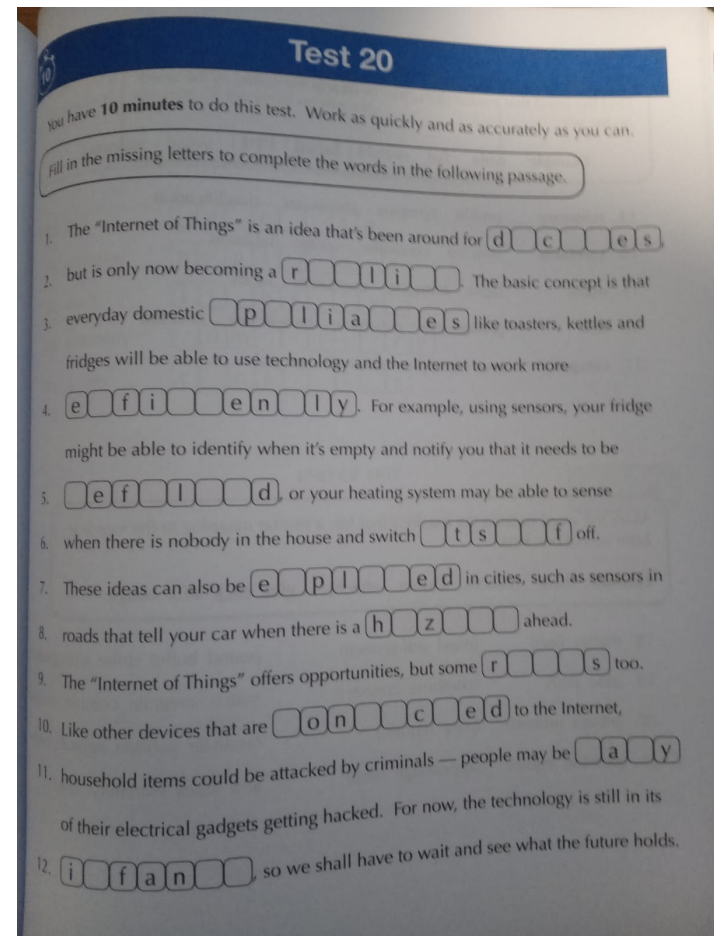 10
Test 20
You have 10 minutes to do this test. Work as quickly and as accurately as you can.
Fill in the missing letters to complete the words in the following passage.
1. The "Internet of Things" is an idea that's been around for d _ c _ _ e s,
2. but is only now becoming a r _ _ l i _ _. The basic concept is that
3. everyday domestic _ p _ l i a _ _ e s like toasters, kettles and
fridges will be able to use technology and the Internet to work more
4. e _ f i _ _ e n _ l y. For example, using sensors, your fridge
might be able to identify when it's empty and notify you that it needs to be
5. _ e f _ l _ _ d, or your heating system may be able to sense
6. when there is nobody in the house and switch _ t s _ _ f off.
7. These ideas can also be e _ p l _ _ e d in cities, such as sensors in
8. roads that tell your car when there is a h _ z _ _ _ ahead.
9. The "Internet of Things" offers opportunities, but some r _ _ _ s too.
10. Like other devices that are _ o n _ _ c _ e d to the Internet,
11. household items could be attacked by criminals — people may be _ a _ y
of their electrical gadgets getting hacked. For now, the technology is still in its
12. i _ f a n _ _, so we shall have to wait and see what the future holds.